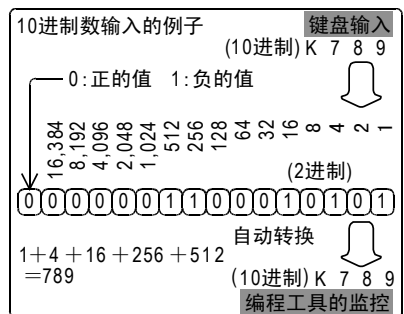 10进制数输入的例子
键盘输入
(10进制) K 7 8 9
0:正的值 1:负的值
16,384 8,192 4,096 2,048 1,024 512 256 128 64 32 16 8 4 2 1
(2进制)
0 0 0 0 0 0 1 1 0 0 0 1 0 1 0 1
自动转换
1+4+16+256+512
=789
(10进制) K 7 8 9
编程工具的监控